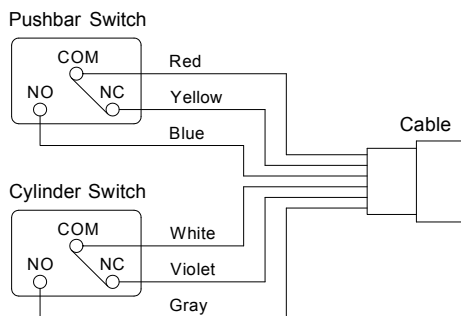 Pushbar Switch
COM
NO
NC
Red
Yellow
Blue
Cable
Cylinder Switch
COM
NO
NC
White
Violet
Gray